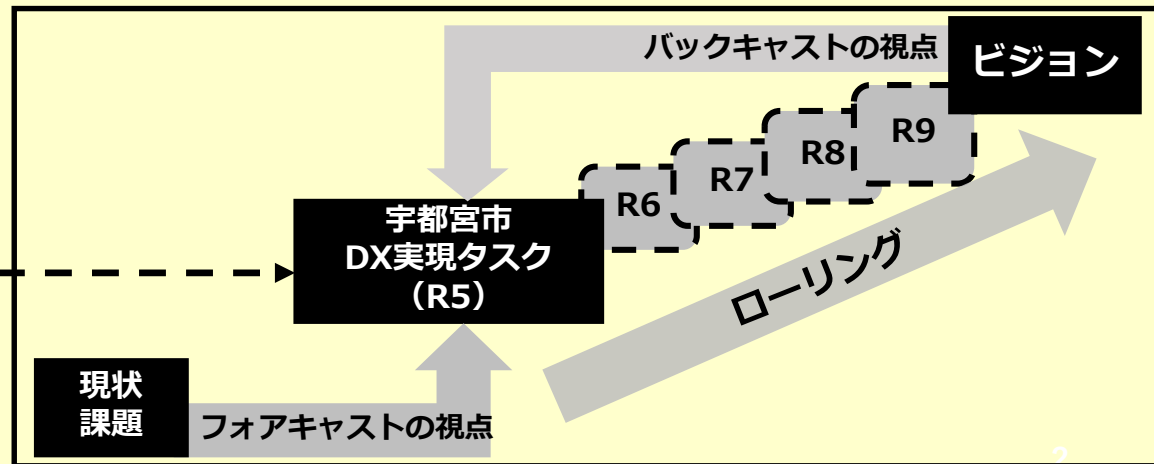 バックキャストの視点
ビジョン
R9
R8
R7
R6
宇都宮市
DX実現タスク
（R5）
ローリング
現状
課題
フォアキャストの視点
2